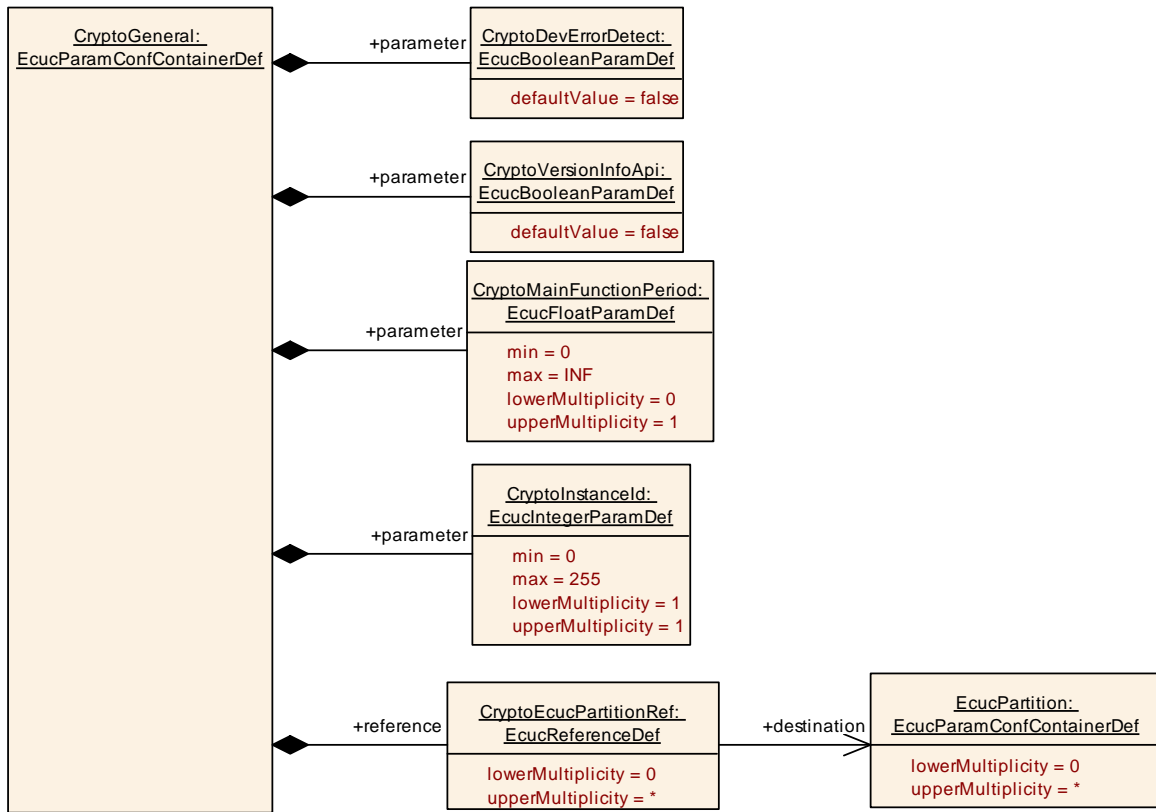 CryptoGeneral:
EcucParamConfContainerDef
+parameter
CryptoDevErrorDetect:
EcucBooleanParamDef
defaultValue = false
+parameter
CryptoVersionInfoApi:
EcucBooleanParamDef
defaultValue = false
+parameter
CryptoMainFunctionPeriod:
EcucFloatParamDef
min = 0
max = INF
lowerMultiplicity = 0
upperMultiplicity = 1
+parameter
CryptoInstanceId:
EcucIntegerParamDef
min = 0
max = 255
lowerMultiplicity = 1
upperMultiplicity = 1
+reference
CryptoEcucPartitionRef:
EcucReferenceDef
lowerMultiplicity = 0
upperMultiplicity = *
+destination
EcucPartition:
EcucParamConfContainerDef
lowerMultiplicity = 0
upperMultiplicity = *